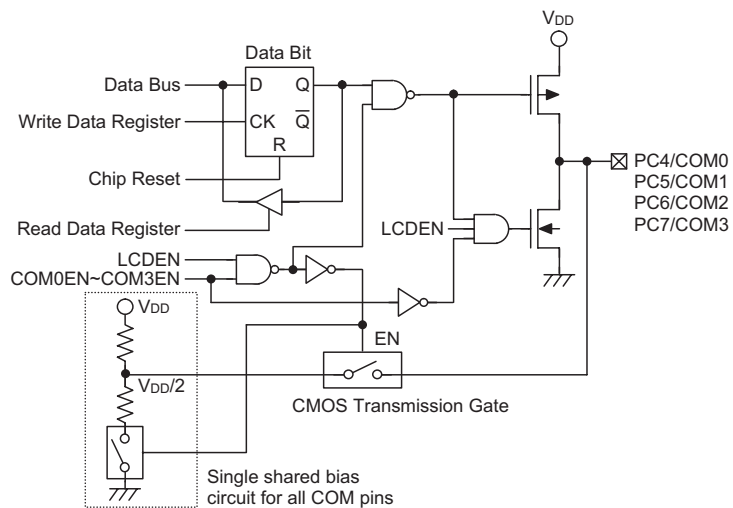 VDD
Data Bit
Data Bus
D
Q
Write Data Register
CK
Q
R
Chip Reset
Read Data Register
PC4/COM0
PC5/COM1
PC6/COM2
PC7/COM3
LCDEN
LCDEN
COM0EN~COM3EN
VDD
EN
VDD/2
CMOS Transmission Gate
Single shared bias
circuit for all COM pins